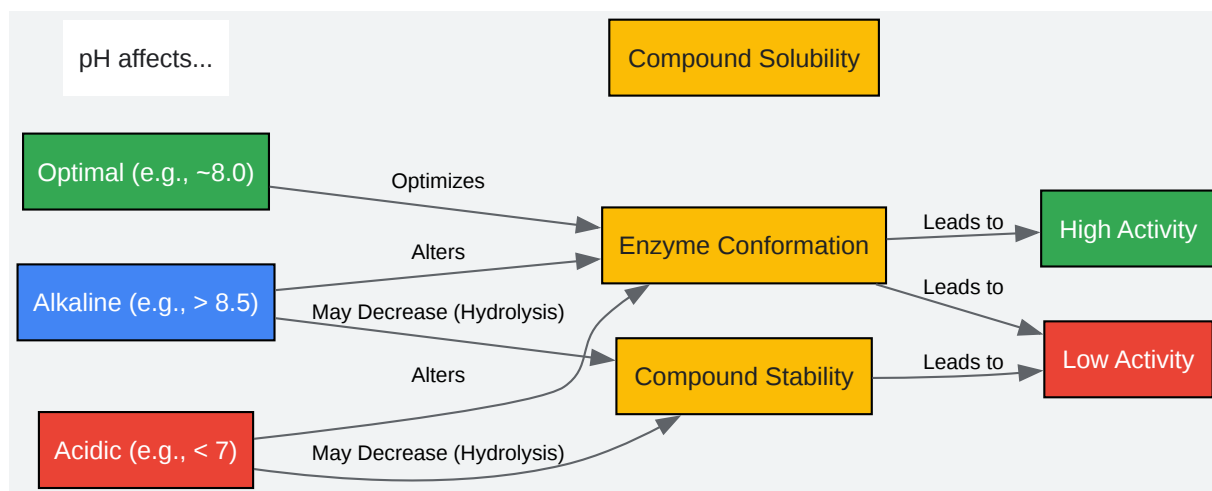 pH affects...
Compound Solubility
Optimal (e.g., ~8.0)
Optimizes
Enzyme Conformation
Leads to
High Activity
Alkaline (e.g., > 8.5)
Alters
Leads to
May Decrease (Hydrolysis)
Compound Stability
Leads to
Low Activity
Alters
Acidic (e.g., < 7)
May Decrease (Hydrolysis)